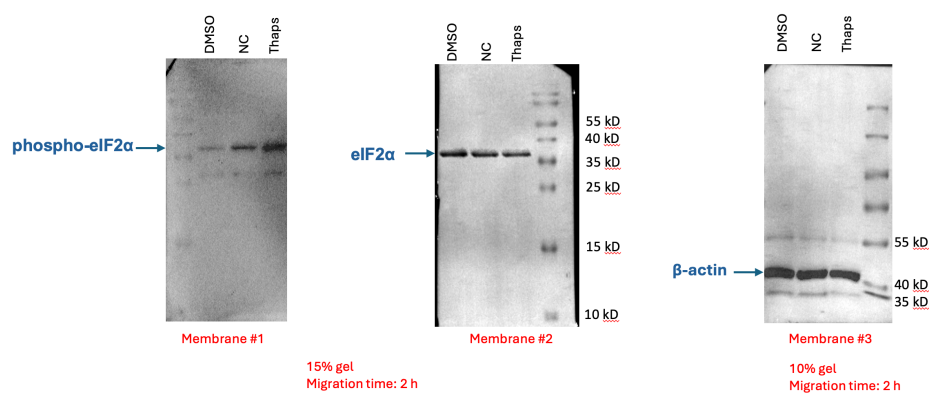 DMSO
NC
Thaps
DMSO
NC
Thaps
DMSO
NC
Thaps
phospho-eIF2α
eIF2α
55 kD
40 kD
35 kD
25 kD
15 kD
10 kD
β-actin
55 kD
40 kD
35 kD
Membrane #1
Membrane #2
Membrane #3
15% gel
Migration time: 2 h
10% gel
Migration time: 2 h